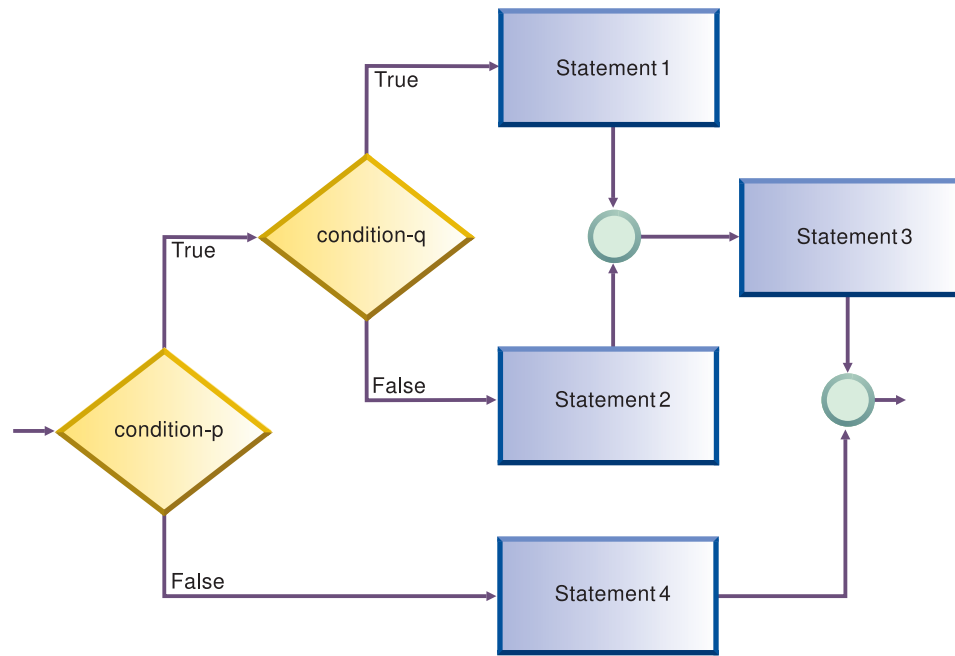 Statement 1
True
condition-q
Statement 3
True
False
Statement 2
condition-p
False
Statement 4